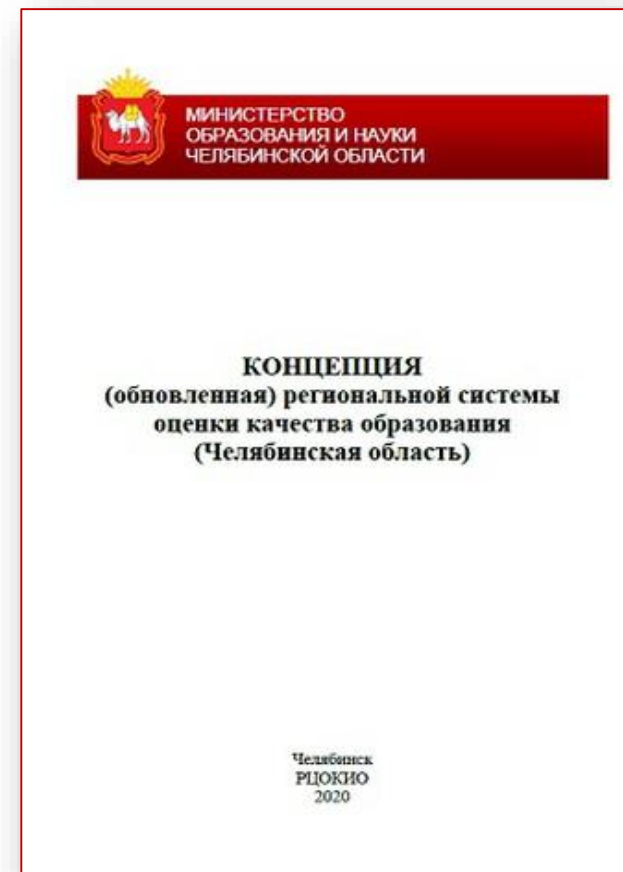 МИНИСТЕРСТВО
ОБРАЗОВАНИЯ И НАУКИ
ЧЕЛЯБИНСКОЙ ОБЛАСТИ
КОНЦЕПЦИЯ
(обновленная) региональной системы
оценки качества образования
(Челябинская область)
Челябинск
РЦОКИО
2020